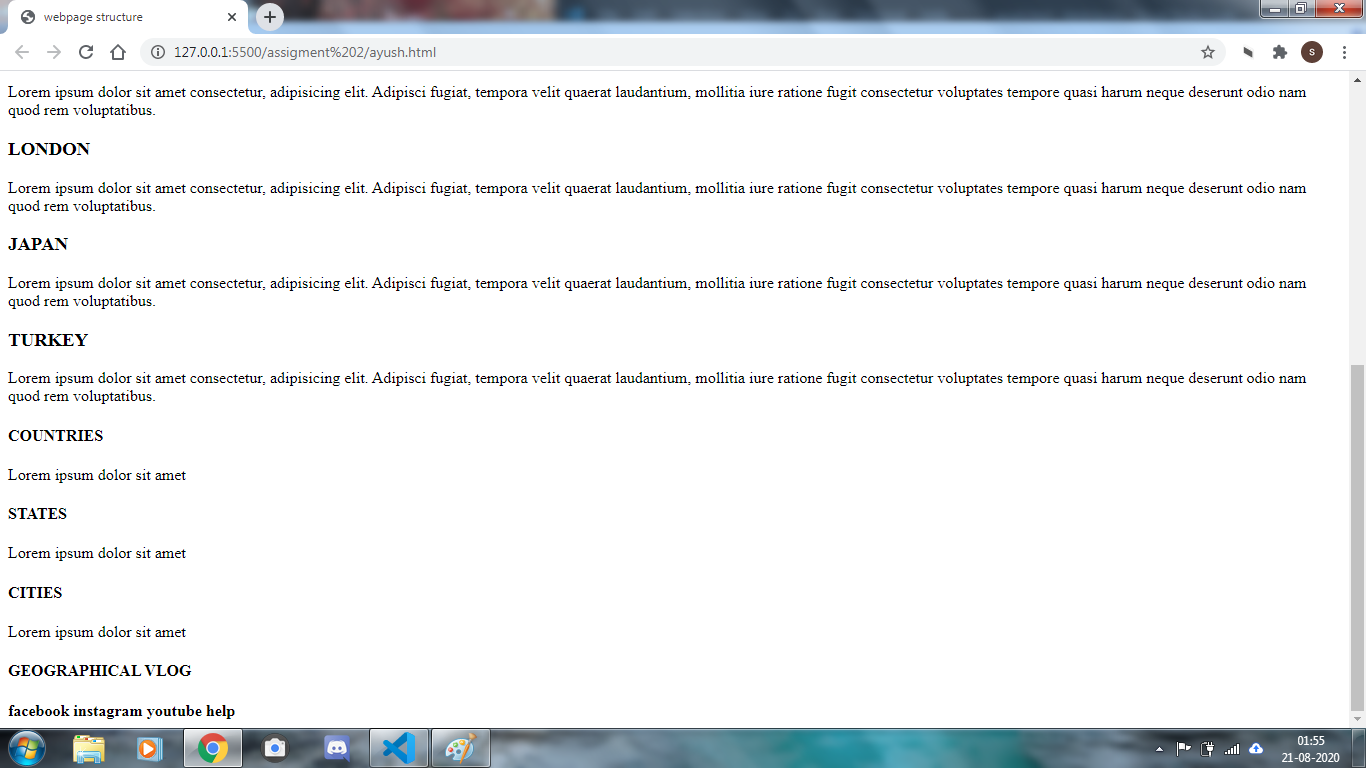 webpage structure
127.0.0.1:5500/assigment%202/ayush.html
S
Lorem ipsum dolor sit amet consectetur, adipisicing elit. Adipisci fugiat, tempora velit quaerat laudantium, mollitia iure ratione fugit consectetur voluptates tempore quasi harum neque deserunt odio nam
quod rem voluptatibus.
LONDON
Lorem ipsum dolor sit amet consectetur, adipisicing elit. Adipisci fugiat, tempora velit quaerat laudantium, mollitia iure ratione fugit consectetur voluptates tempore quasi harum neque deserunt odio nam
quod rem voluptatibus.
JAPAN
Lorem ipsum dolor sit amet consectetur, adipisicing elit. Adipisci fugiat, tempora velit quaerat laudantium, mollitia iure ratione fugit consectetur voluptates tempore quasi harum neque deserunt odio nam
quod rem voluptatibus.
TURKEY
Lorem ipsum dolor sit amet consectetur, adipisicing elit. Adipisci fugiat, tempora velit quaerat laudantium, mollitia iure ratione fugit consectetur voluptates tempore quasi harum neque deserunt odio nam
quod rem voluptatibus.
COUNTRIES
Lorem ipsum dolor sit amet
STATES
Lorem ipsum dolor sit amet
CITIES
Lorem ipsum dolor sit amet
GEOGRAPHICAL VLOG
facebook instagram youtube help
01:55
21-08-2020